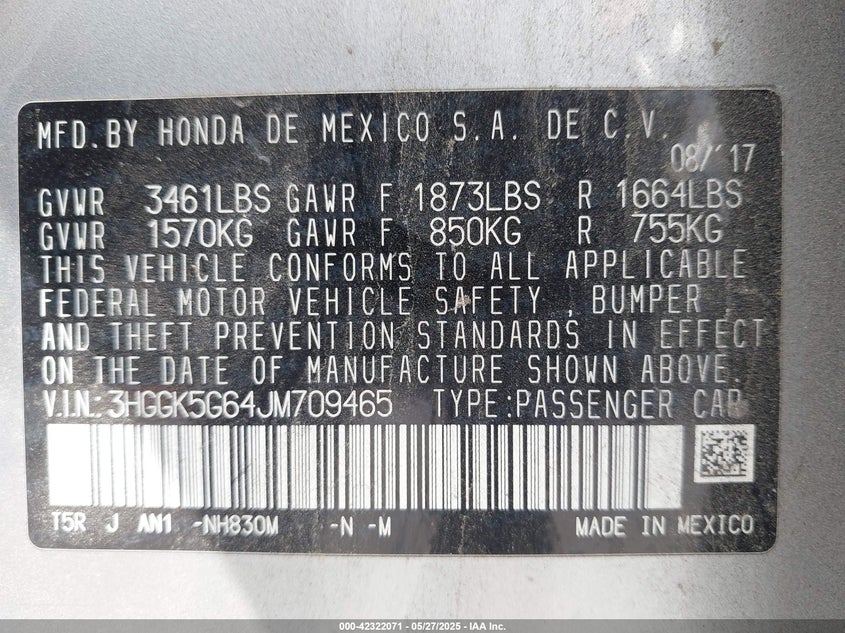 MFD.BY HONDA DE MEXICO S.A. DE C.V.
08/'17
GVWR 3461LBS GAWR F 1873LBS R 1664LBS
GVWR 1570KG GAWR F 850KG R 755KG
THIS VEHICLE CONFORMS TO ALL APPLICABLE
FEDERAL MOTOR VEHICLE SAFETY , BUMPER ,
AND THEFT PREVENTION STANDARDS IN EFFECT
ON THE DATE OF MANUFACTURE SHOWN ABOVE.
V.I.N.:3HGGK5G64JM709465 TYPE:PASSENGER CAR
T5R J AN1 -NH830M -N -M MADE IN MEXICO
000-42322071 | 05/27/2025 | IAA Inc.